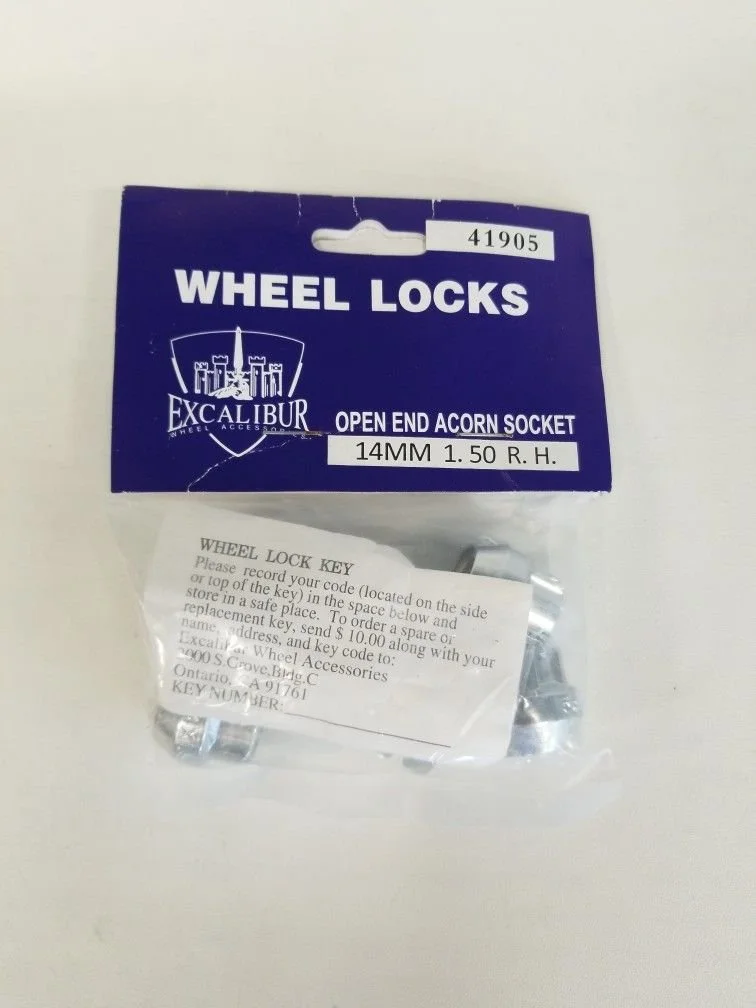 41905
WHEEL LOCKS
EXCALIBUR
WHEEL ACCESSORIES
OPEN END ACORN SOCKET
14MM 1.50 R.H.
WHEEL LOCK KEY
Please record your code (located on the side
or top of the key) in the space below and
store in a safe place. To order a spare or
replacement key, send $ 10.00 along with your
name, address, and key code to:
Excalibur Wheel Accessories
S.Grove,Bldg.C
Ontario, CA 91761
KEY NUMBER: